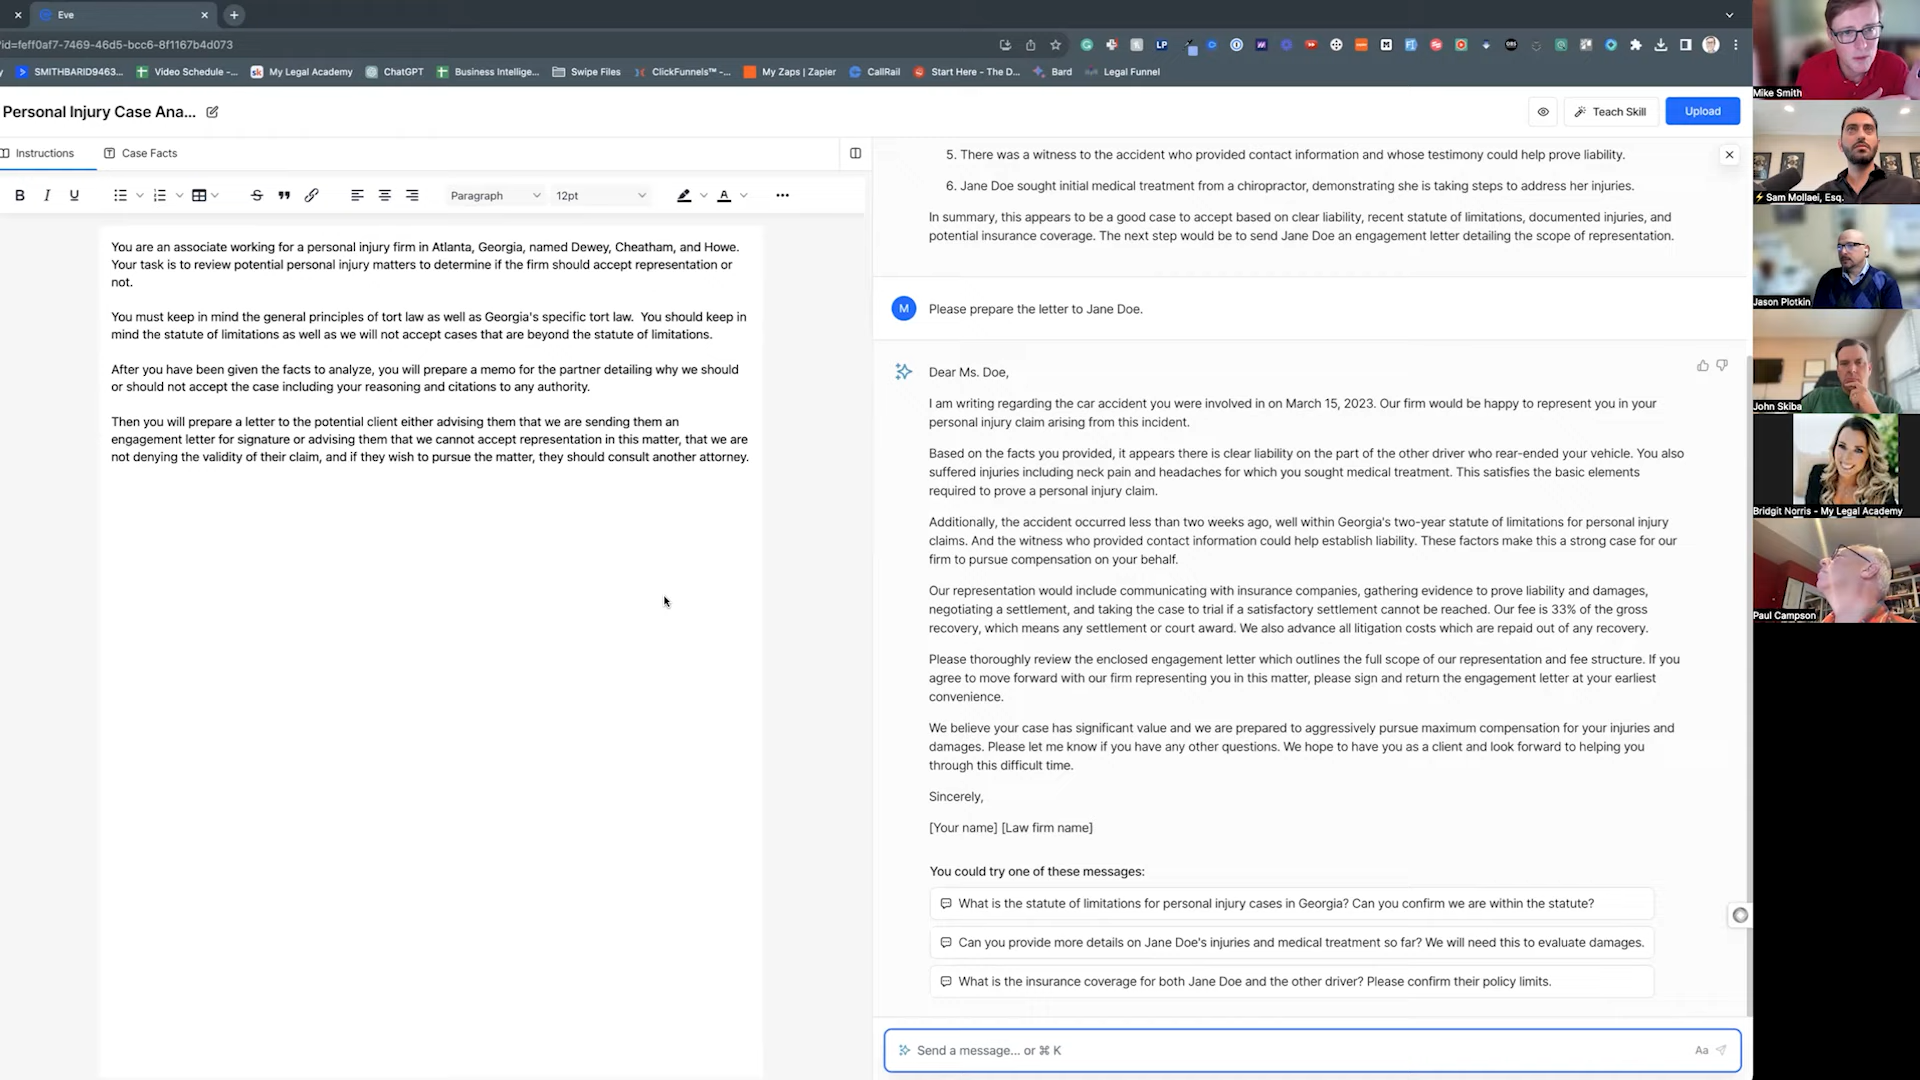 Eve
?id=feff0af7-7469-46d5-bcc6-8f1167b4d073
SMITHBARID9463...
Video Schedule -...
My Legal Academy
ChatGPT
Business Intellige...
Swipe Files
ClickFunnels™ -...
My Zaps | Zapier
CallRail
Start Here - The D...
Bard
Legal Funnel
Personal Injury Case Ana...
Teach Skill
Upload
Instructions
Case Facts
B I U
Paragraph
12pt
A
You are an associate working for a personal injury firm in Atlanta, Georgia, named Dewey, Cheatham, and Howe.
Your task is to review potential personal injury matters to determine if the firm should accept representation or
not.
You must keep in mind the general principles of tort law as well as Georgia's specific tort law.  You should keep in
mind the statute of limitations as well as we will not accept cases that are beyond the statute of limitations.
After you have been given the facts to analyze, you will prepare a memo for the partner detailing why we should
or should not accept the case including your reasoning and citations to any authority.
Then you will prepare a letter to the potential client either advising them that we are sending them an
engagement letter for signature or advising them that we cannot accept representation in this matter, that we are
not denying the validity of their claim, and if they wish to pursue the matter, they should consult another attorney.
5. There was a witness to the accident who provided contact information and whose testimony could help prove liability.
6. Jane Doe sought initial medical treatment from a chiropractor, demonstrating she is taking steps to address her injuries.
In summary, this appears to be a good case to accept based on clear liability, recent statute of limitations, documented injuries, and
potential insurance coverage. The next step would be to send Jane Doe an engagement letter detailing the scope of representation.
M
Please prepare the letter to Jane Doe.
Dear Ms. Doe,
I am writing regarding the car accident you were involved in on March 15, 2023. Our firm would be happy to represent you in your
personal injury claim arising from this incident.
Based on the facts you provided, it appears there is clear liability on the part of the other driver who rear-ended your vehicle. You also
suffered injuries including neck pain and headaches for which you sought medical treatment. This satisfies the basic elements
required to prove a personal injury claim.
Additionally, the accident occurred less than two weeks ago, well within Georgia's two-year statute of limitations for personal injury
claims. And the witness who provided contact information could help establish liability. These factors make this a strong case for our
firm to pursue compensation on your behalf.
Our representation would include communicating with insurance companies, gathering evidence to prove liability and damages,
negotiating a settlement, and taking the case to trial if a satisfactory settlement cannot be reached. Our fee is 33% of the gross
recovery, which means any settlement or court award. We also advance all litigation costs which are repaid out of any recovery.
Please thoroughly review the enclosed engagement letter which outlines the full scope of our representation and fee structure. If you
agree to move forward with our firm representing you in this matter, please sign and return the engagement letter at your earliest
convenience.
We believe your case has significant value and we are prepared to aggressively pursue maximum compensation for your injuries and
damages. Please let me know if you have any other questions. We hope to have you as a client and look forward to helping you
through this difficult time.
Sincerely,
[Your name] [Law firm name]
You could try one of these messages:
What is the statute of limitations for personal injury cases in Georgia? Can you confirm we are within the statute?
Can you provide more details on Jane Doe's injuries and medical treatment so far? We will need this to evaluate damages.
What is the insurance coverage for both Jane Doe and the other driver? Please confirm their policy limits.
Send a message... or ⌘ K
Aa
Mike Smith
Sam Mollaei, Esq.
Jason Plotkin
John Skiba
Bridgit Norris - My Legal Academy
Paul Campson